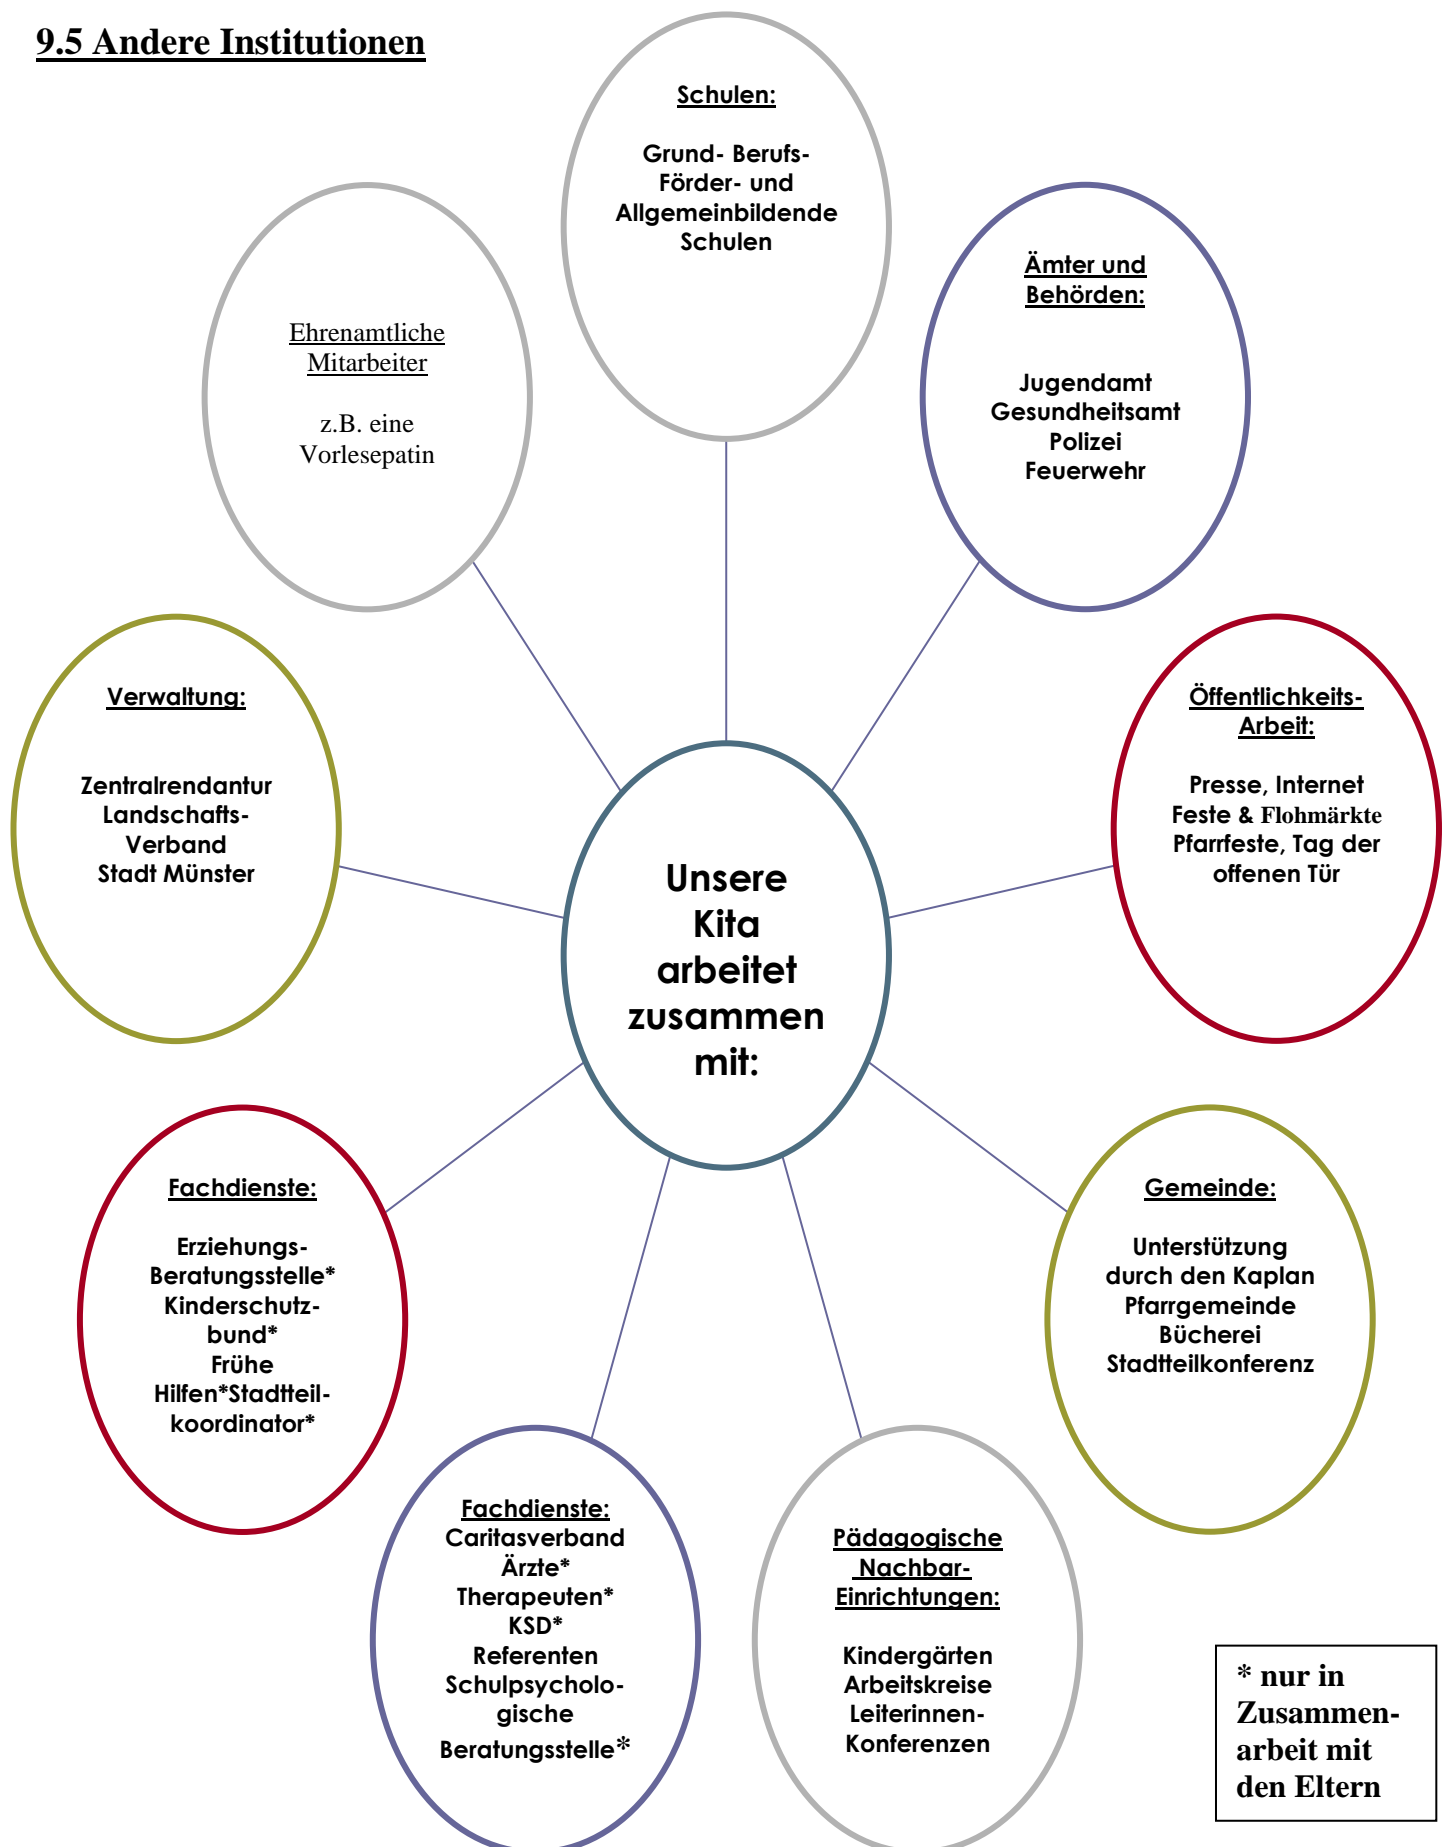 9.5 Andere Institutionen
Schulen:
Grund- Berufs-
Förder- und
Allgemeinbildende
Schulen
Ämter und
Behörden:
Jugendamt
Gesundheitsamt
Polizei
Feuerwehr
Ehrenamtliche
Mitarbeiter
z.B. eine
Vorlesepatin
Verwaltung:
Zentralrendantur
Landschafts-
Verband
Stadt Münster
Öffentlichkeits-
Arbeit:
Presse, Internet
Feste & Flohmärkte
Pfarrfeste, Tag der
offenen Tür
Unsere
Kita
arbeitet
zusammen
mit:
Fachdienste:
Erziehungs-
Beratungsstelle*
Kinderschutz-
bund*
Frühe
Hilfen*Stadtteil-
koordinator*
Gemeinde:
Unterstützung
durch den Kaplan
Pfarrgemeinde
Bücherei
Stadtteilkonferenz
Fachdienste:
Caritasverband
Ärzte*
Therapeuten*
KSD*
Referenten
Schulpsycholo-
gische
Beratungsstelle*
Pädagogische
Nachbar-
Einrichtungen:
Kindergärten
Arbeitskreise
Leiterinnen-
Konferenzen
* nur in
Zusammen-
arbeit mit
den Eltern